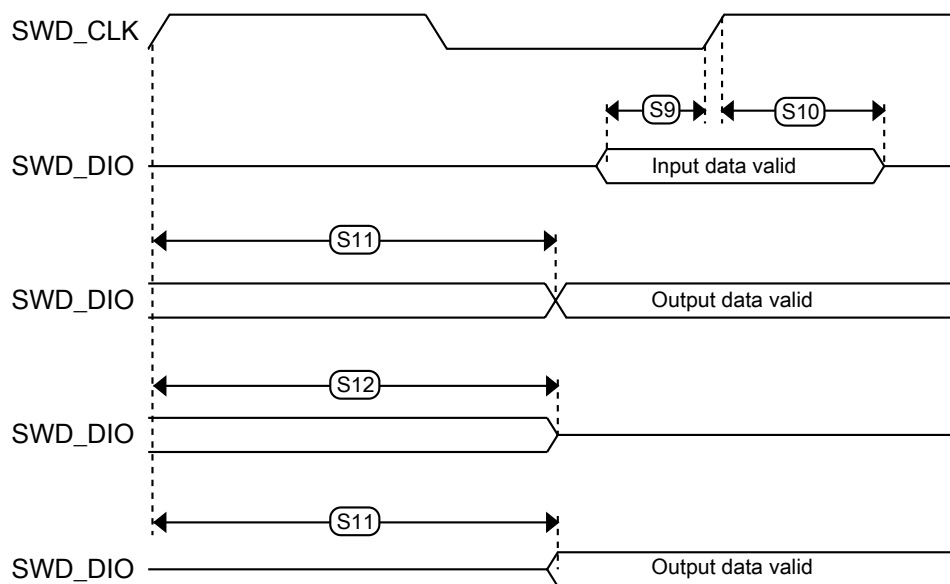 SWD_CLK
S9
S10
SWD_DIO
Input data valid
S11
SWD_DIO
Output data valid
S12
SWD_DIO
S11
SWD_DIO
Output data valid